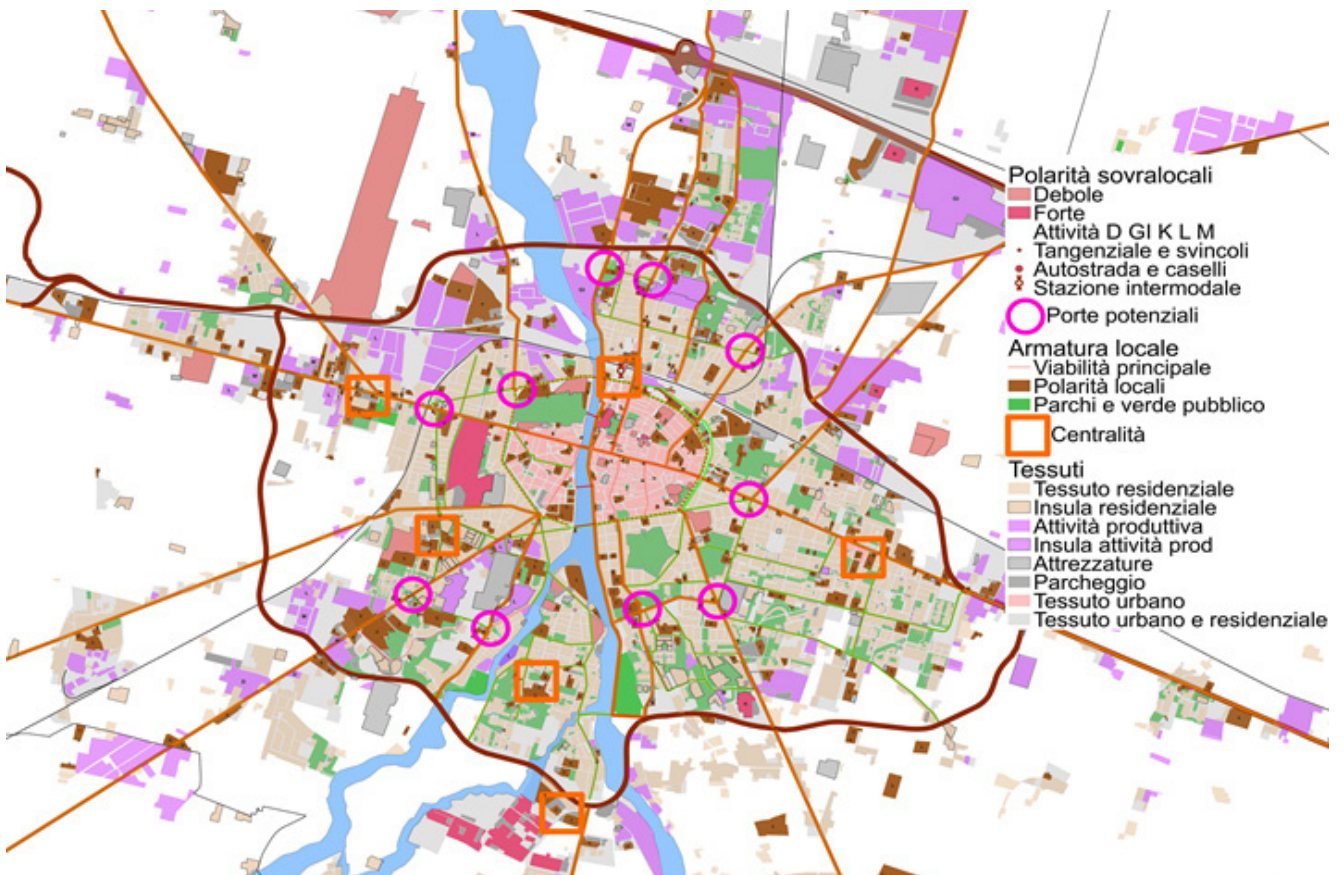 Polarità sovralocali
Debole
Forte
Attività D GI K L M
Tangenziale e svincoli
Autostrada e caselli
Stazione intermodale
Porte potenziali
Armatura locale
Viabilità principale
Polarità locali
Parchi e verde pubblico
Centralità
Tessuti
Tessuto residenziale
Insula residenziale
Attività produttiva
Insula attività prod
Attrezzature
Parcheggio
Tessuto urbano
Tessuto urbano e residenziale